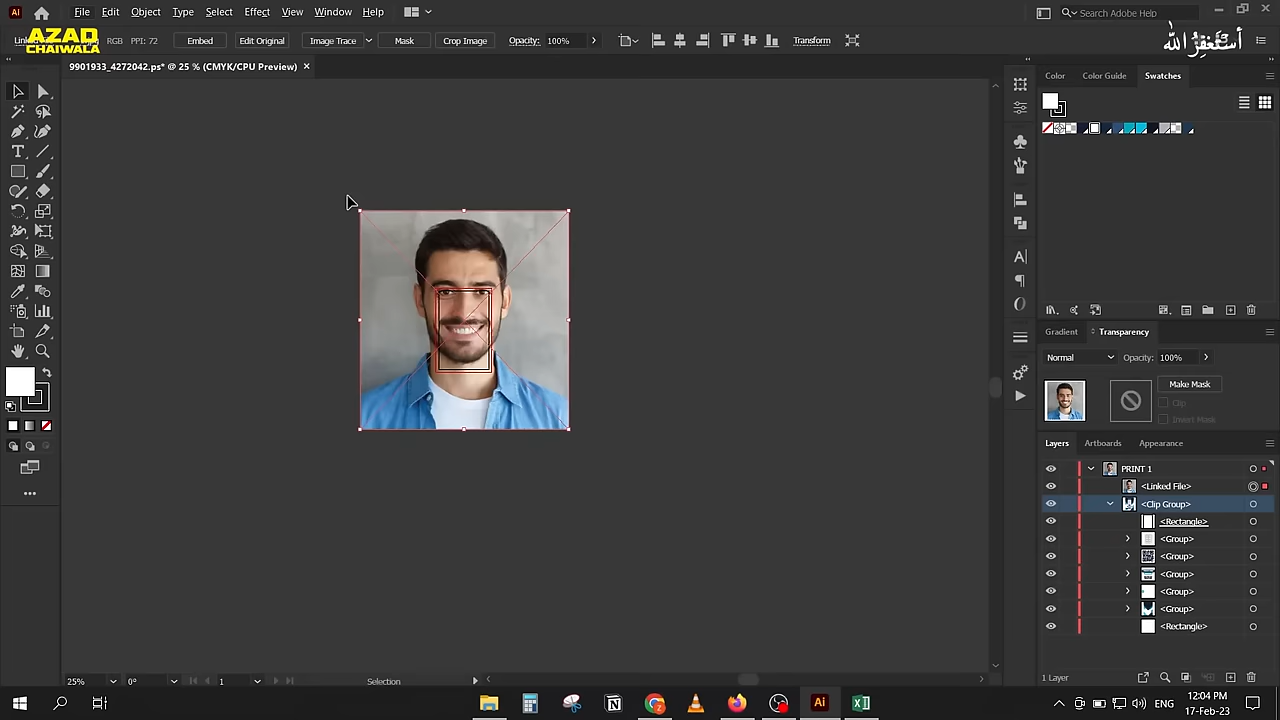 File Edit Object Type Select Effect View Window Help Search Adobe Help
AZAD
CHAIWALA
RGB PPI: 72 Embed Edit Original Image Trace Mask Crop Image Opacity: 100% Transform
أستغفر الله
9901933_4272042.ps* @ 25 % (CMYK/CPU Preview)
Color Color Guide Swatches
Gradient Transparency
Normal Opacity: 100%
Make Mask
Clip
Invert Mask
Layers Artboards Appearance
PRINT 1
<Linked File>
<Clip Group>
<Rectangle>
<Group>
<Group>
<Group>
<Group>
<Group>
<Rectangle>
25% 0° 1 Selection 1 Layer
ENG 12:04 PM
17-Feb-23